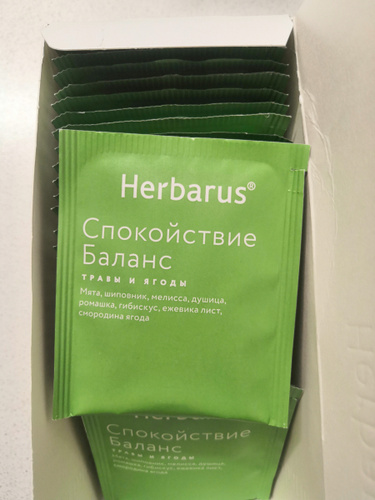 Herbarus®
Спокойствие
Баланс
ТРАВЫ И ЯГОДЫ
Мята, шиповник, мелисса, душица,
ромашка, гибискус, ежевика лист,
смородина ягода
Herbarus
Спокойствие
Баланс
ТРАВЫ И ЯГОДЫ